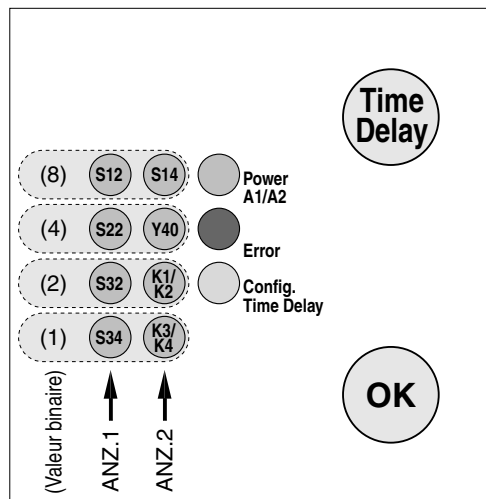 Time
Delay
(8) S12 S14 Power
A1/A2
(4) S22 Y40 Error
(2) S32 K1/
K2 Config.
Time Delay
(1) S34 K3/
K4
OK
(Valeur binaire)
ANZ.1
ANZ.2